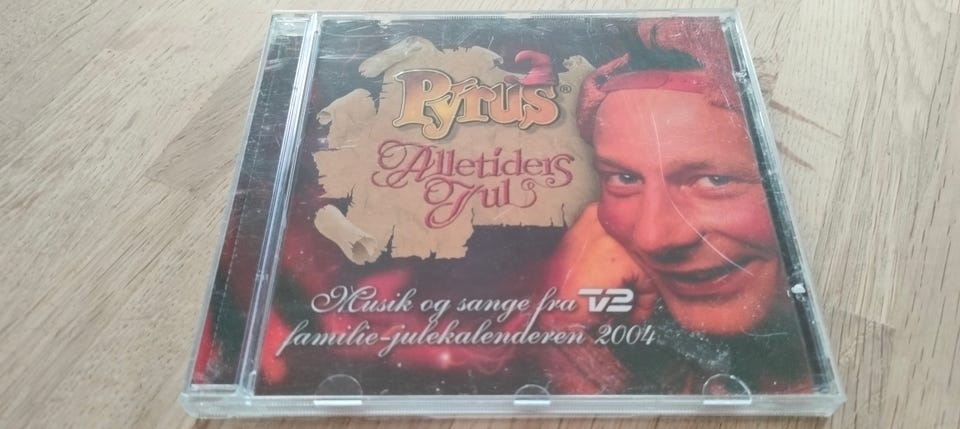 Pyrus®
Alletiders
Jul
Musik og sange fra TV2
familie-julekalenderen 2004